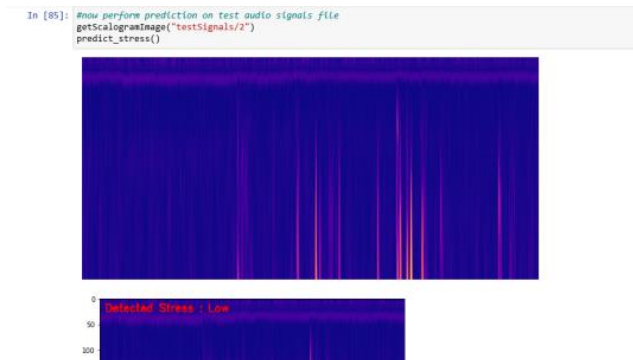 In [85]: #now perform prediction on test audio signals file
getScalogramImage("testSignals/2")
predict_stress()
0
Detected Stress : Low
50
100